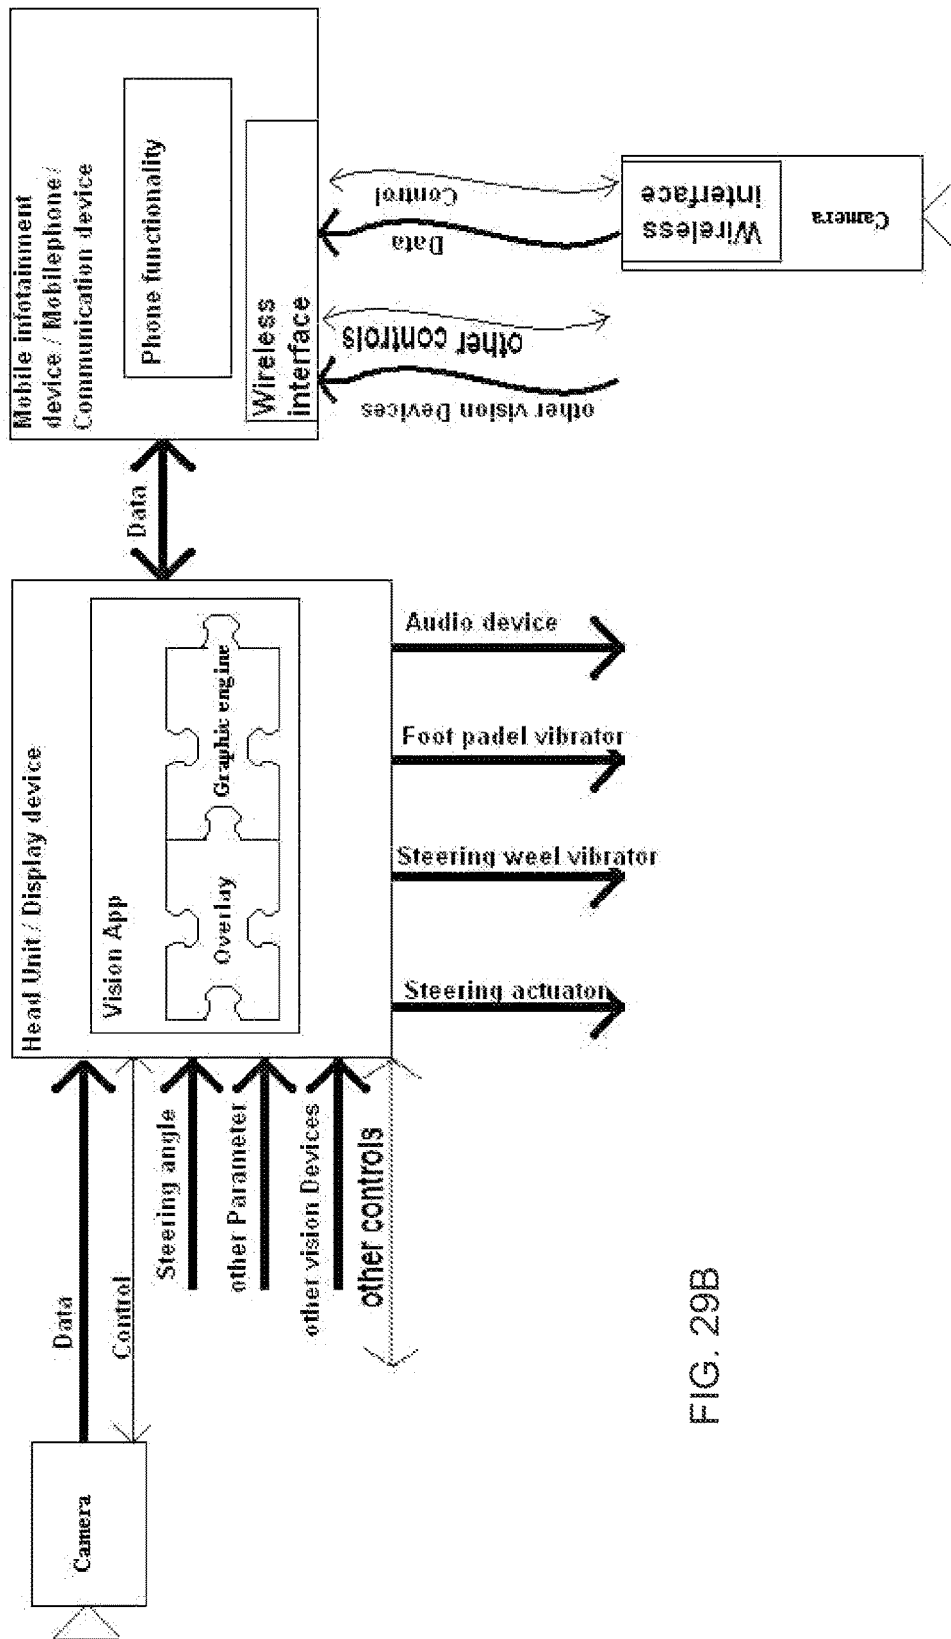 Mobile infotainment
device / Mobilephone /
Communication device
Phone functionality
Wireless
interface
Data
Control
Data
other controls
other vision Devices
Wireless
interface
Camera
Head Unit / Display device
Vision App
Overlay
Graphic engine
Audio device
Foot padel vibrator
Steering weel vibrator
Steering actuator
Data
Control
Steering angle
other Parameter
other vision Devices
other controls
Camera
FIG. 29B